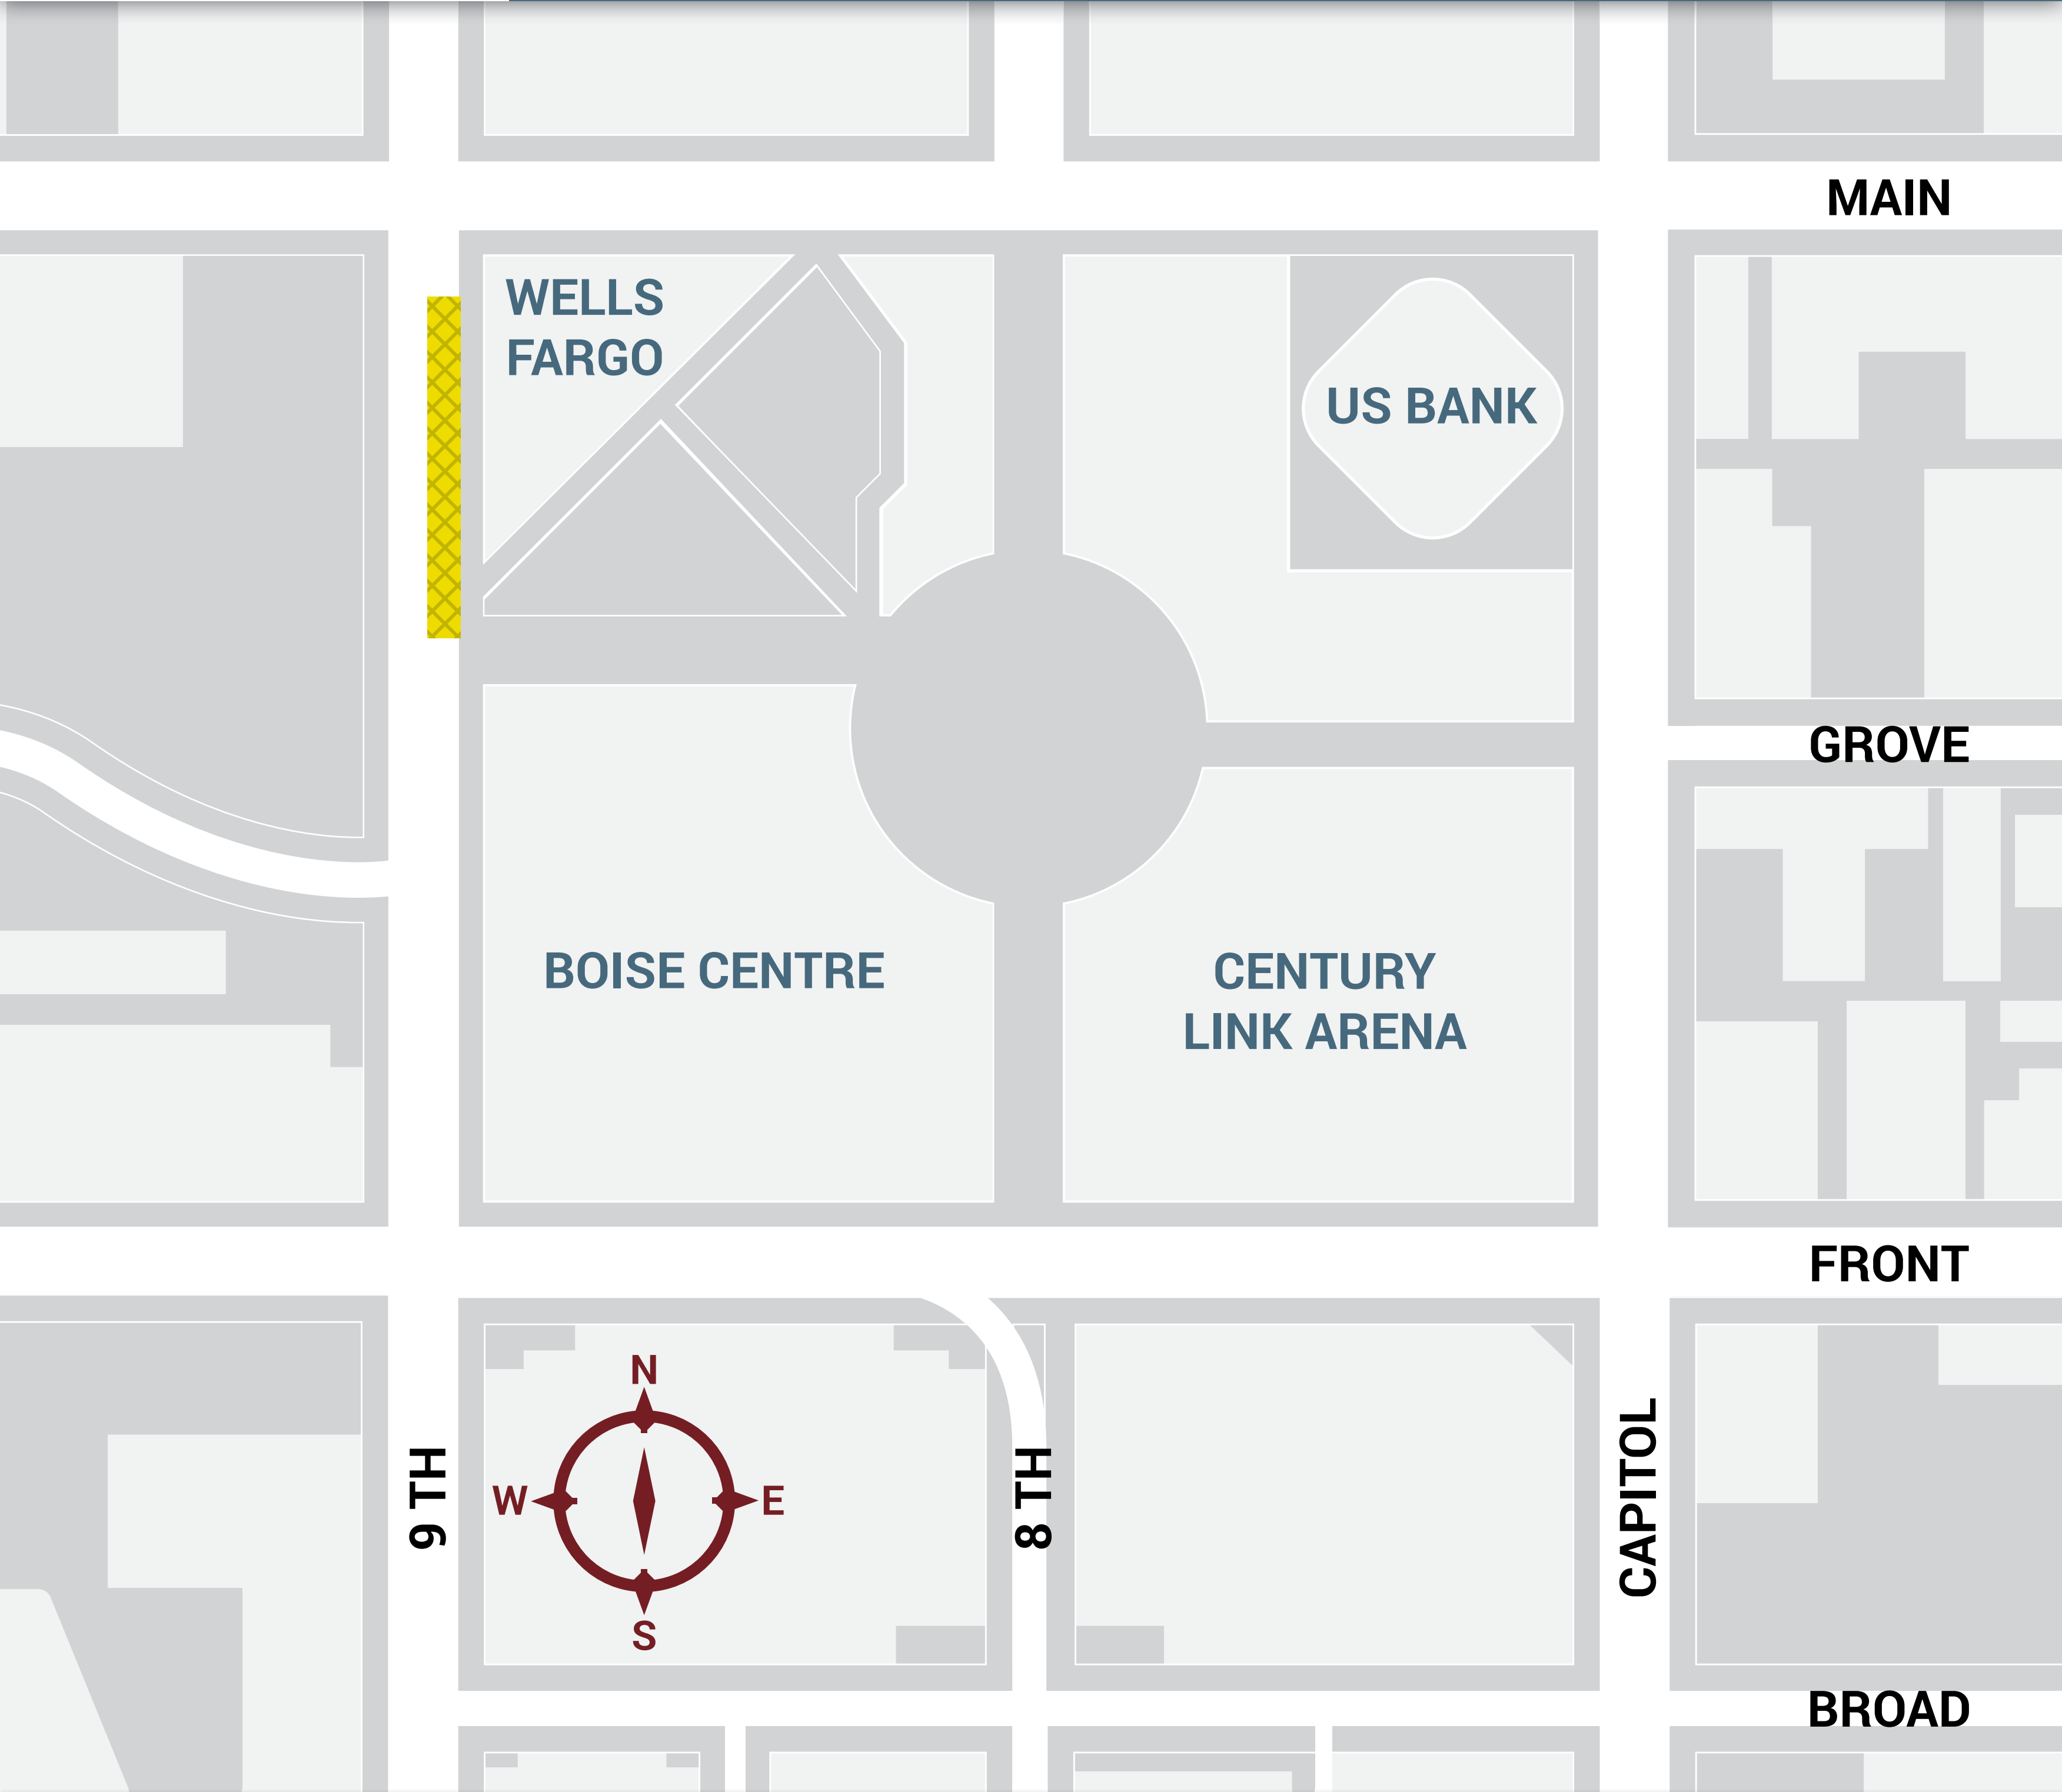 MAIN
WELLS
FARGO
US BANK
GROVE
BOISE CENTRE
CENTURY
LINK ARENA
FRONT
N
W
E
S
9 TH
8 TH
CAPITOL
BROAD